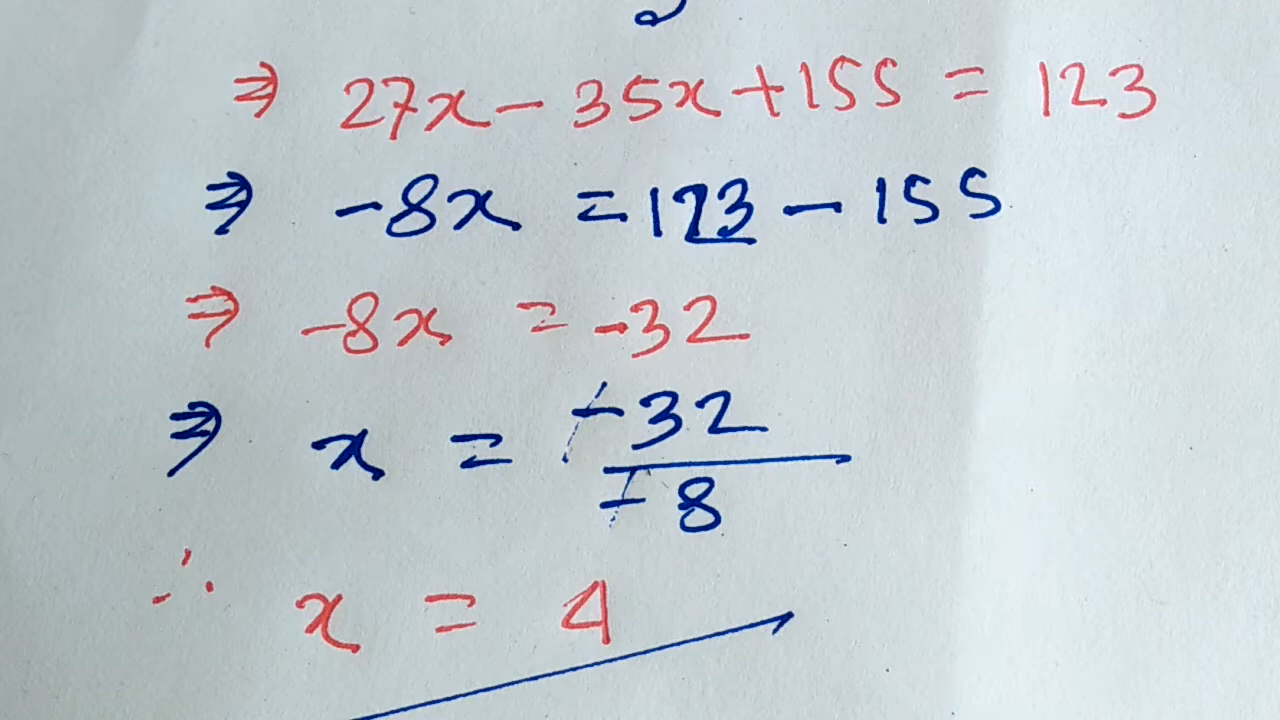 ⇒ 27x - 35x + 155 = 123
⇒ -8x = 123 - 155
⇒ -8x = -32
⇒ x = -32/-8
∴ x = 4